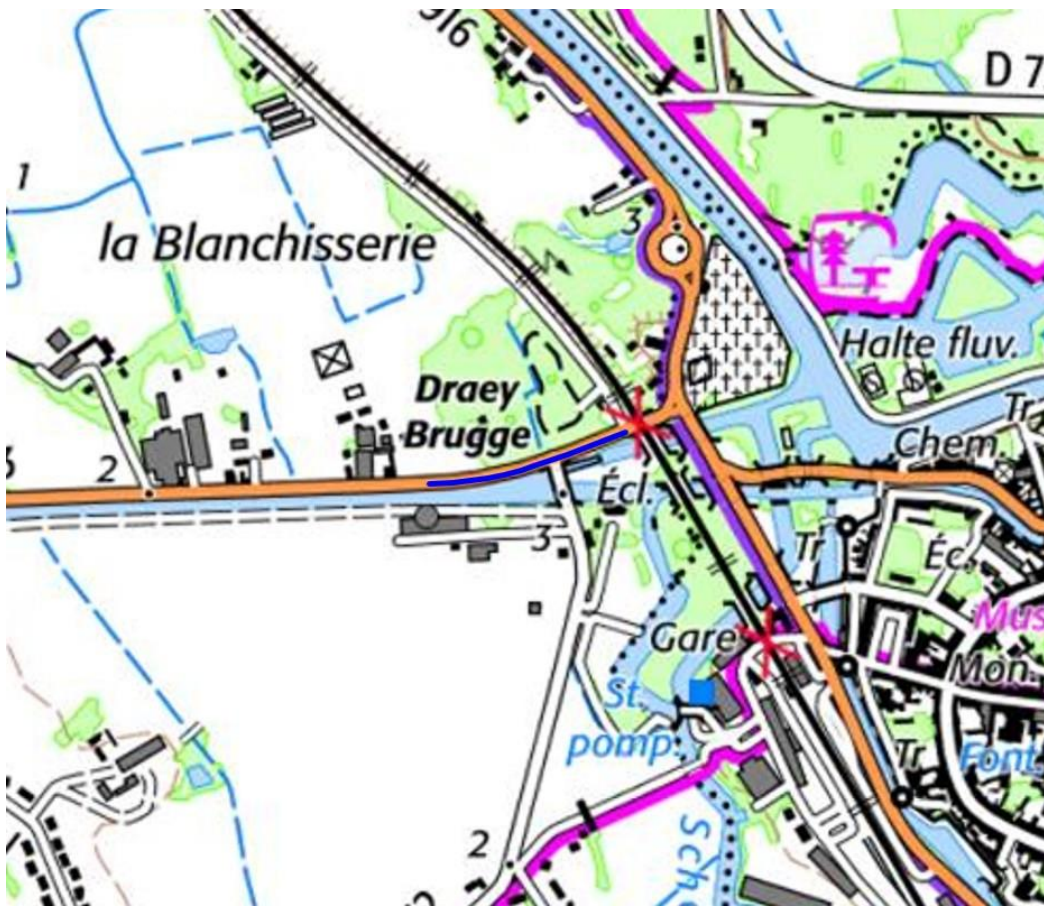 916
D 7
1
la Blanchisserie
3
Halte fluv.
Draey
Brugge
Tr
Chem.
2
Écl.
3
Tr
Éc.
Mus
Gare
Mon.
St.
pomp.
Tr
Font.
2
Sch